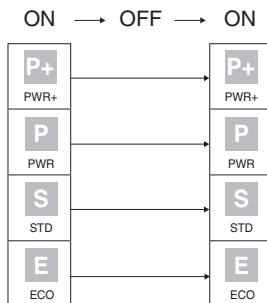 ON → OFF → ON
P+ P+
PWR+ PWR+
P P
PWR PWR
S S
STD STD
E E
ECO ECO